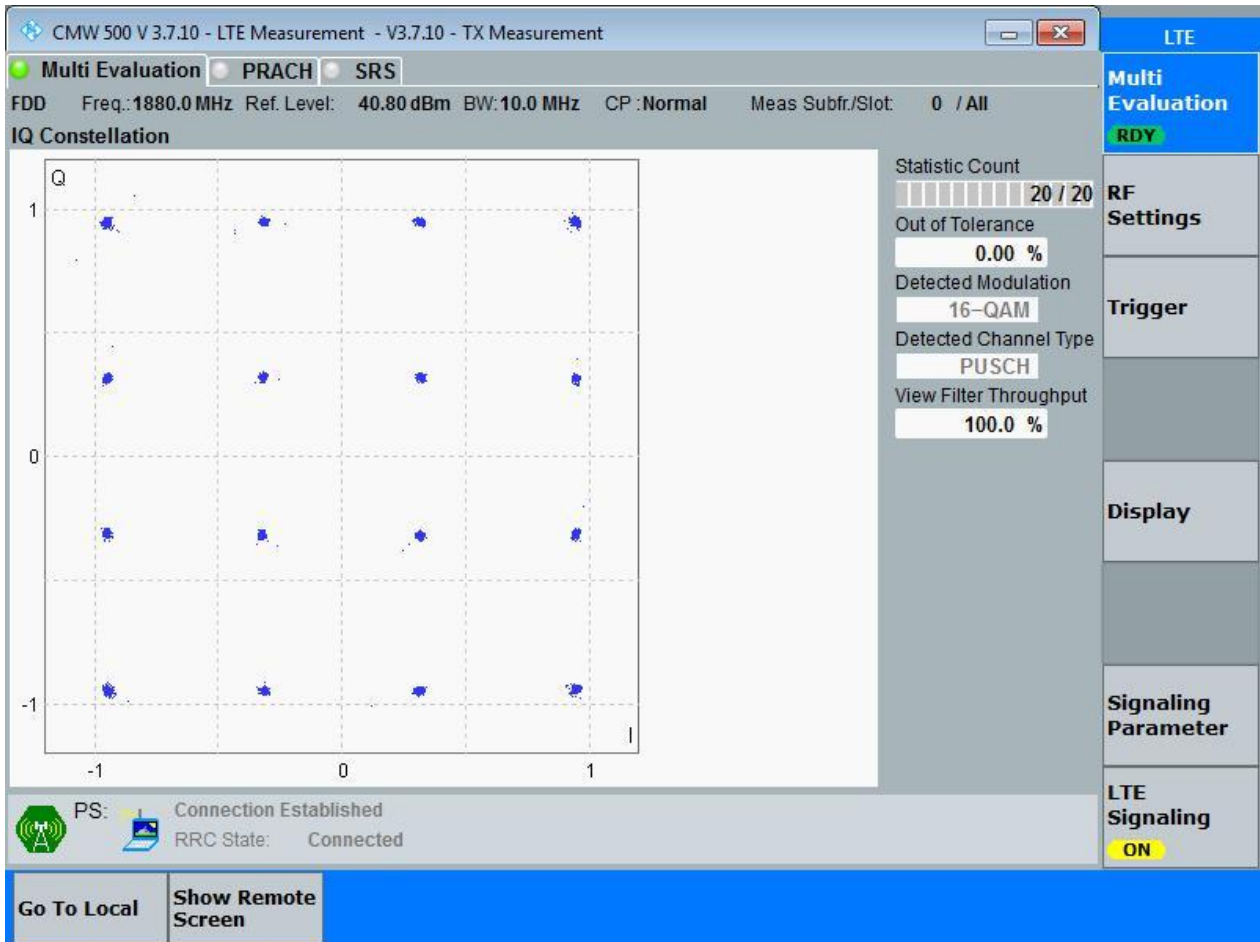 CMW 500 V 3.7.10 - LTE Measurement - V3.7.10 - TX Measurement
LTE
Multi Evaluation PRACH SRS
FDD Freq.: 1880.0 MHz Ref. Level: 40.80 dBm BW: 10.0 MHz CP : Normal Meas Subfr./Slot: 0 / All
IQ Constellation
Q
1
0
-1
I
-1 0 1
Statistic Count
20 / 20
Out of Tolerance
0.00 %
Detected Modulation
16-QAM
Detected Channel Type
PUSCH
View Filter Throughput
100.0 %
Multi
Evaluation
RDY
RF
Settings
Trigger
Display
Signaling
Parameter
LTE
Signaling
ON
PS: Connection Established
RRC State: Connected
Go To Local
Show Remote
Screen